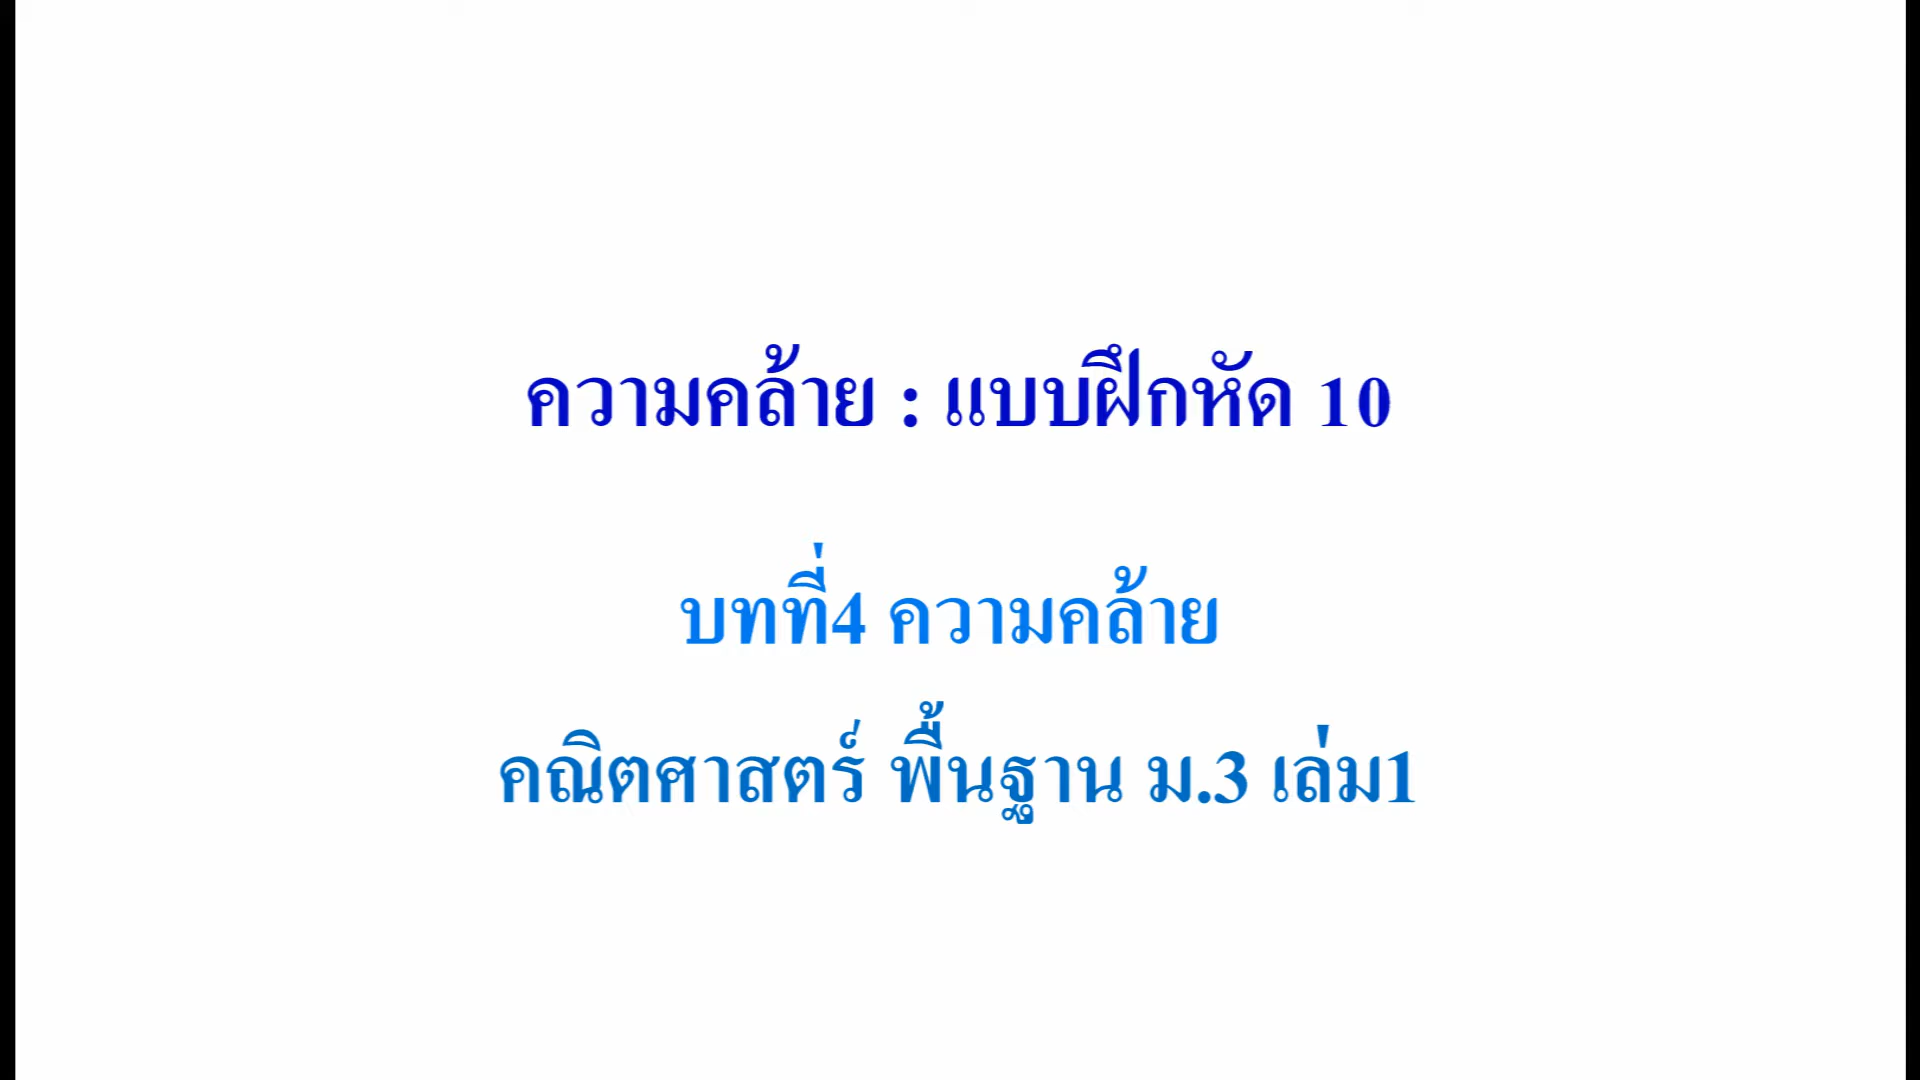 ความคล้าย : แบบฝึกหัด 10
บทที่4 ความคล้าย
คณิตศาสตร์ พื้นฐาน ม.3 เล่ม1